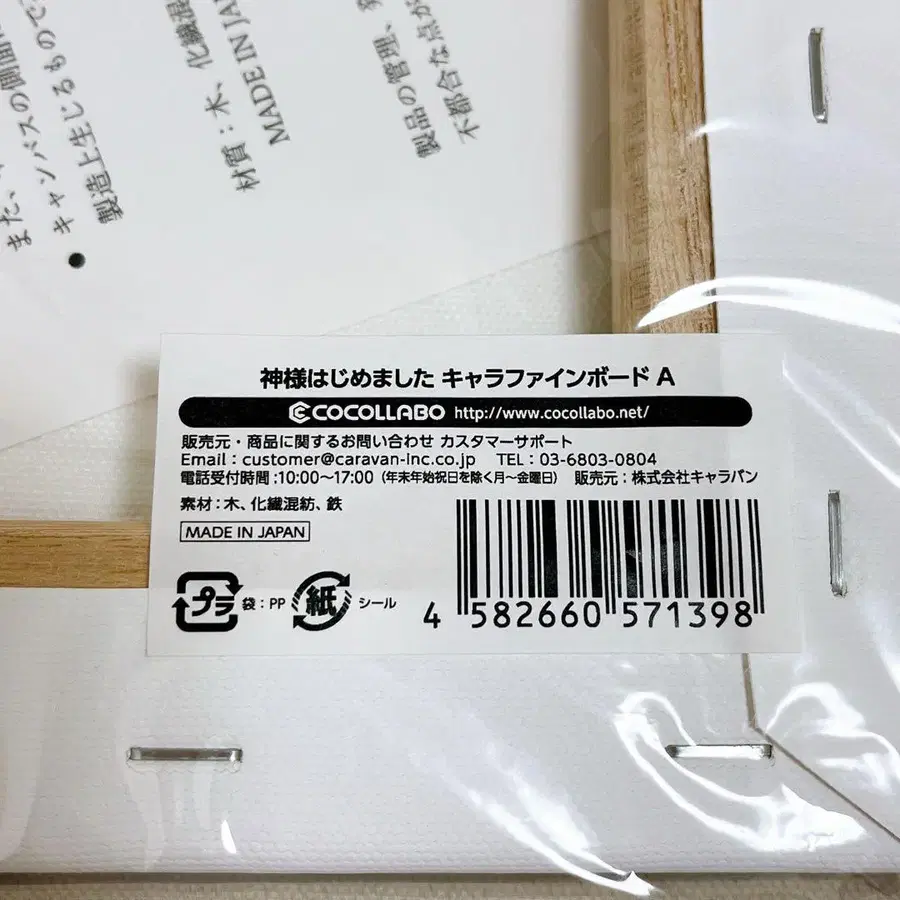 また、
キャンバスの側面に
製造上生じるもので
材質：木、化繊混
MADE IN JA
製品の管理、
不都合な点が
神様はじめました キャラファインボード A
COCOLLABO http://www.cocollabo.net/
販売元・商品に関するお問い合わせ カスタマーサポート
Email：customer@caravan-inc.co.jp TEL：03-6803-0804
電話受付時間：10:00〜17:00（年末年始祝日を除く月〜金曜日） 販売元：株式会社キャラバン
素材：木、化繊混紡、鉄
MADE IN JAPAN
プラ 袋：PP 紙 シール
4 582660 571398